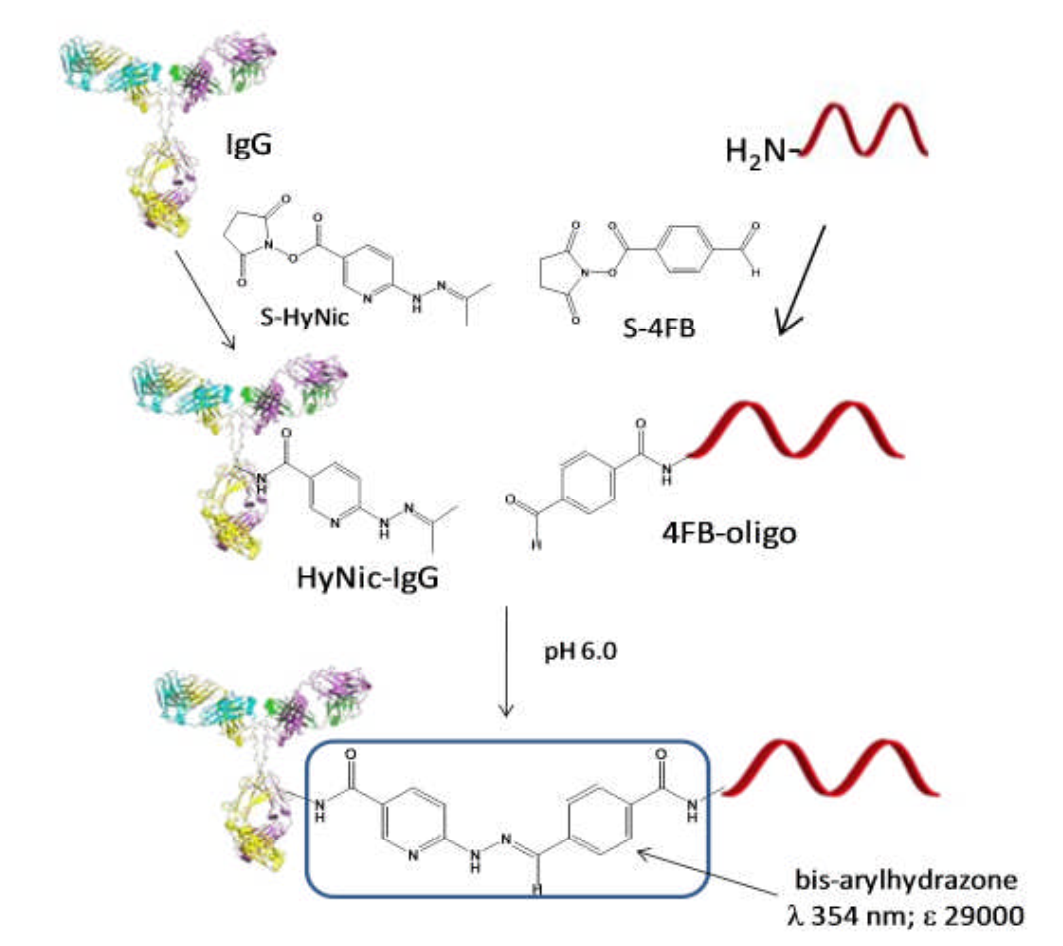 IgG
H₂N-
S-HyNic
S-4FB
O
O
N
O
O
N
N
H
N
O
O
N
O
O
O
H
HyNic-IgG
4FB-oligo
O
N
H
N
N
H
N
O
N
H
O
H
pH 6.0
O
N
H
N
N
H
N
H
O
N
H
bis-arylhydrazone
λ 354 nm; ε 29000